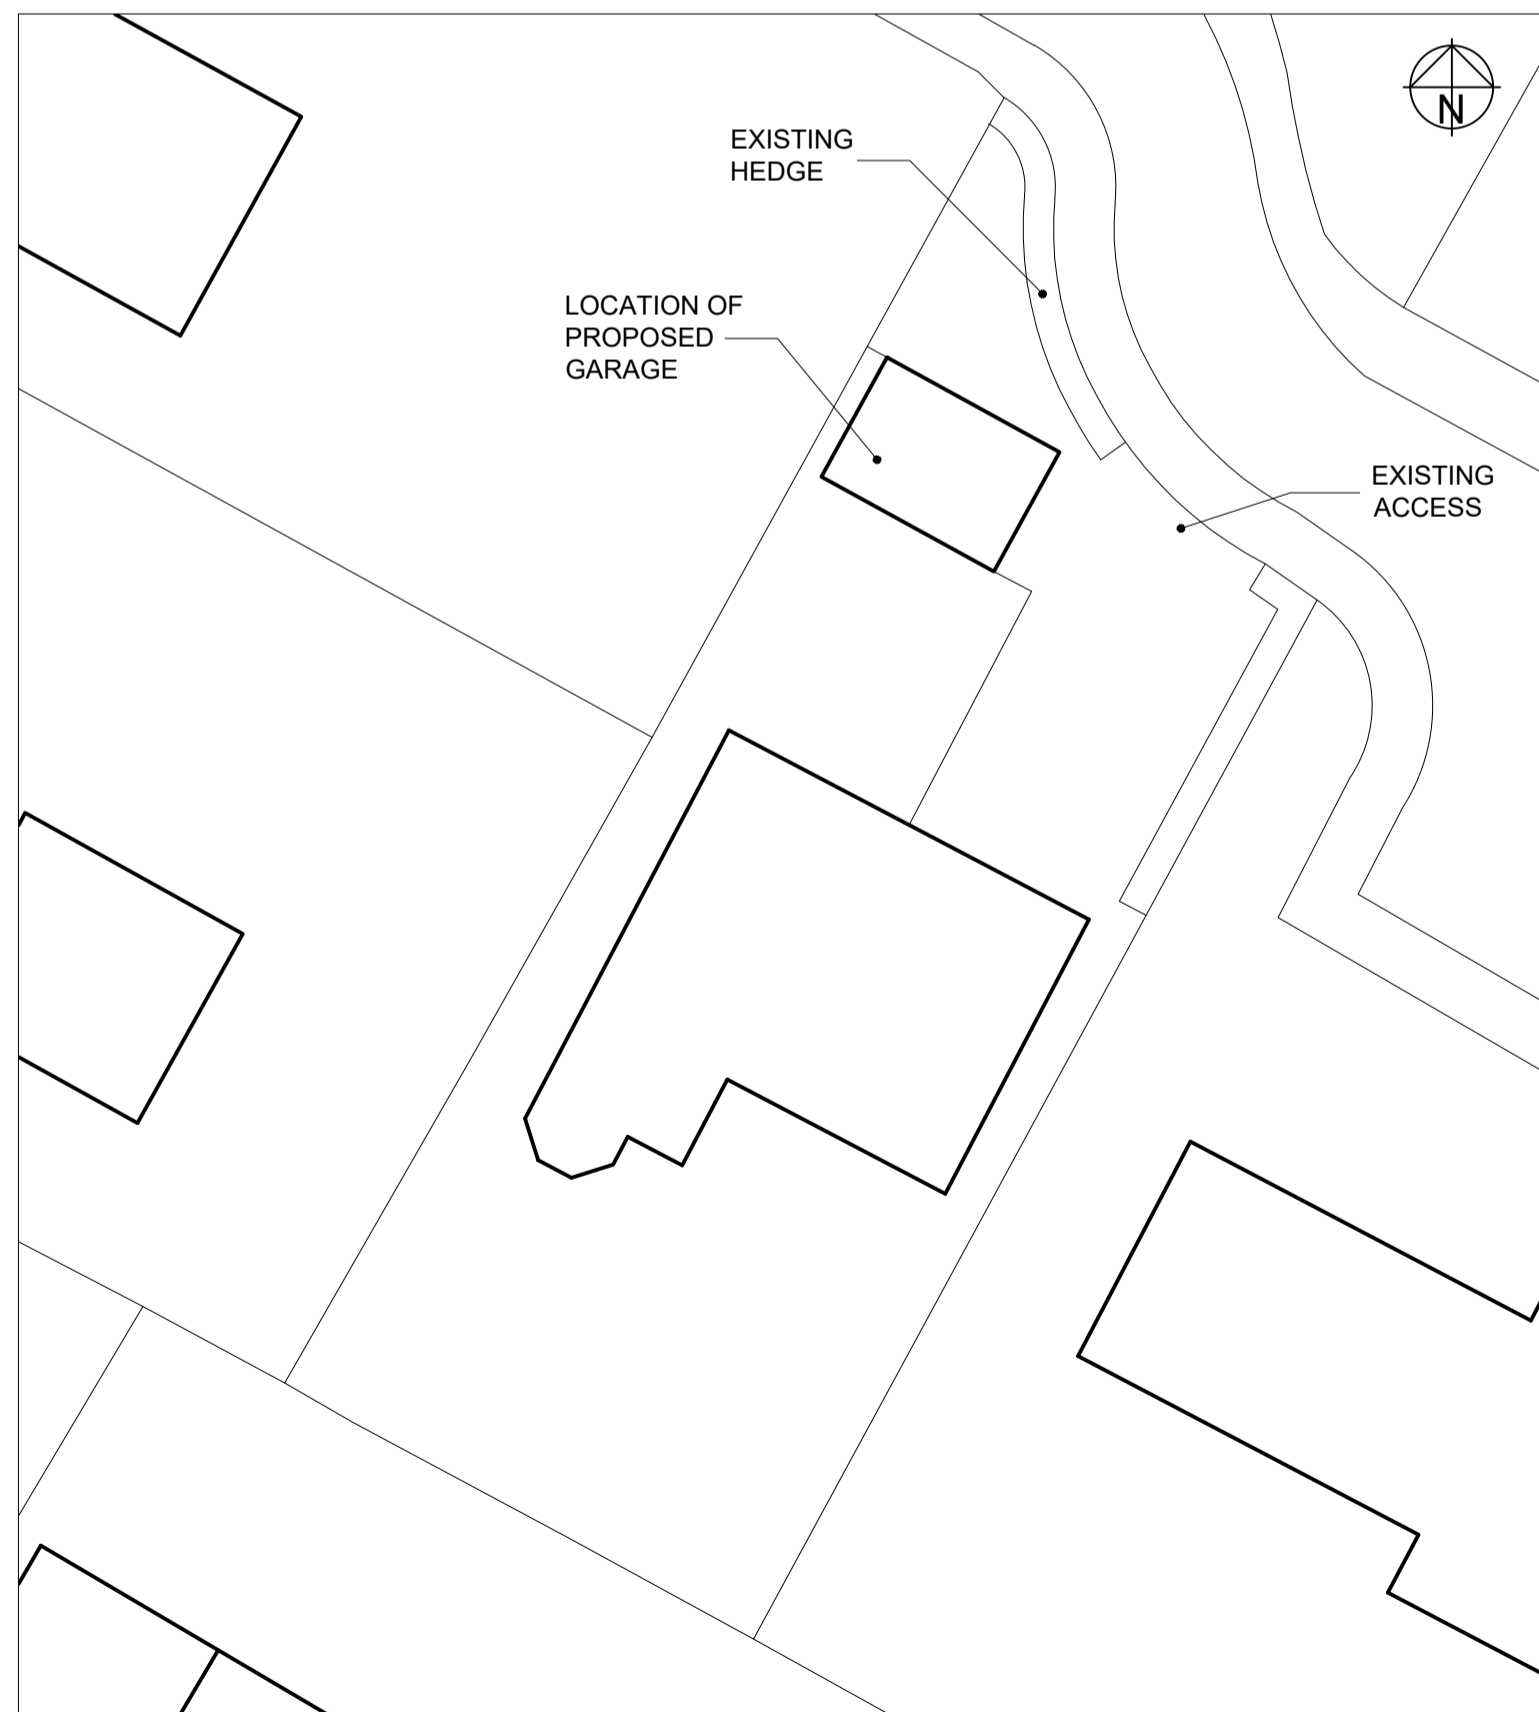 N
EXISTING
HEDGE
LOCATION OF
PROPOSED
GARAGE
EXISTING
ACCESS